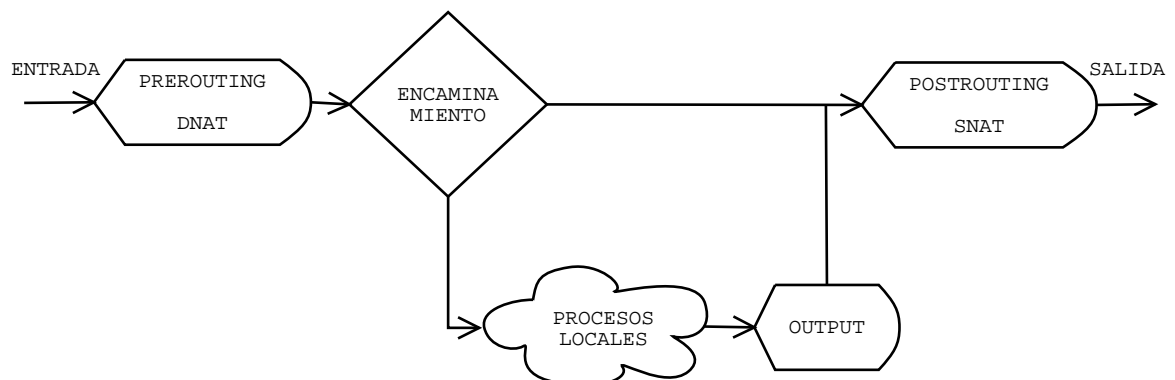 ENTRADA
PREROUTING
DNAT
ENCAMINA
MIENTO
POSTROUTING
SNAT
SALIDA
PROCESOS
LOCALES
OUTPUT